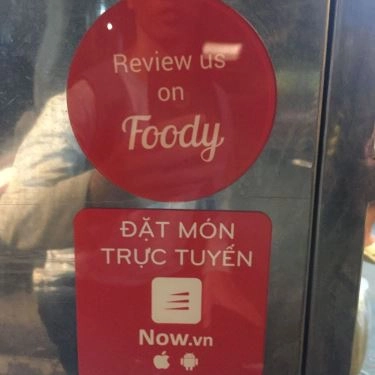 Review us
on
Foody
ĐẶT MÓN
TRỰC TUYẾN
Now.vn